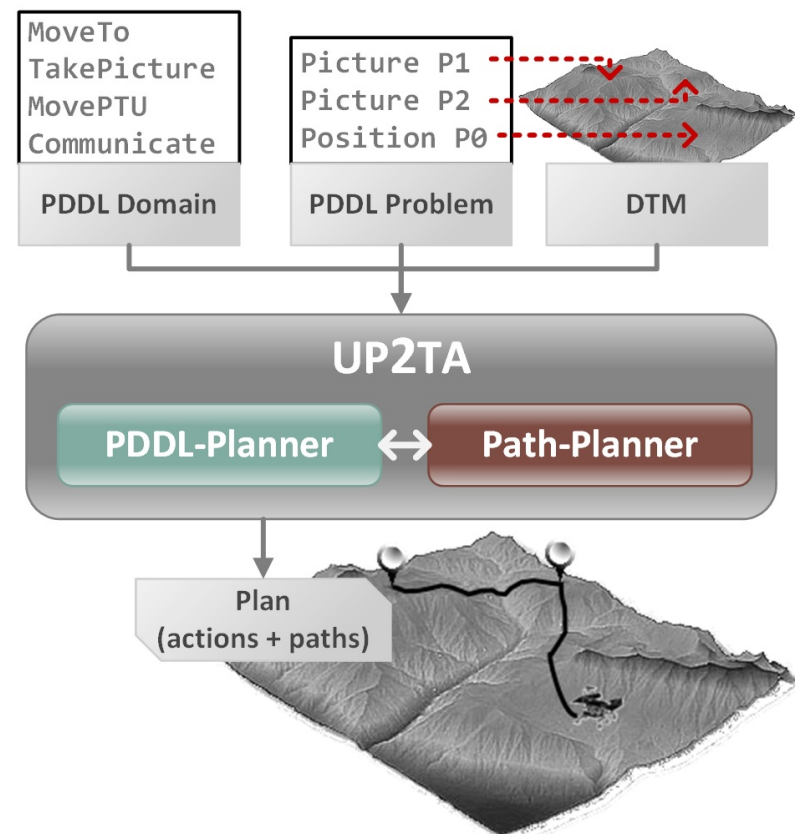 MoveTo
TakePicture
MovePTU
Communicate
PDDL Domain
Picture P1
Picture P2
Position P0
PDDL Problem
DTM
UP2TA
PDDL-Planner
Path-Planner
Plan
(actions + paths)